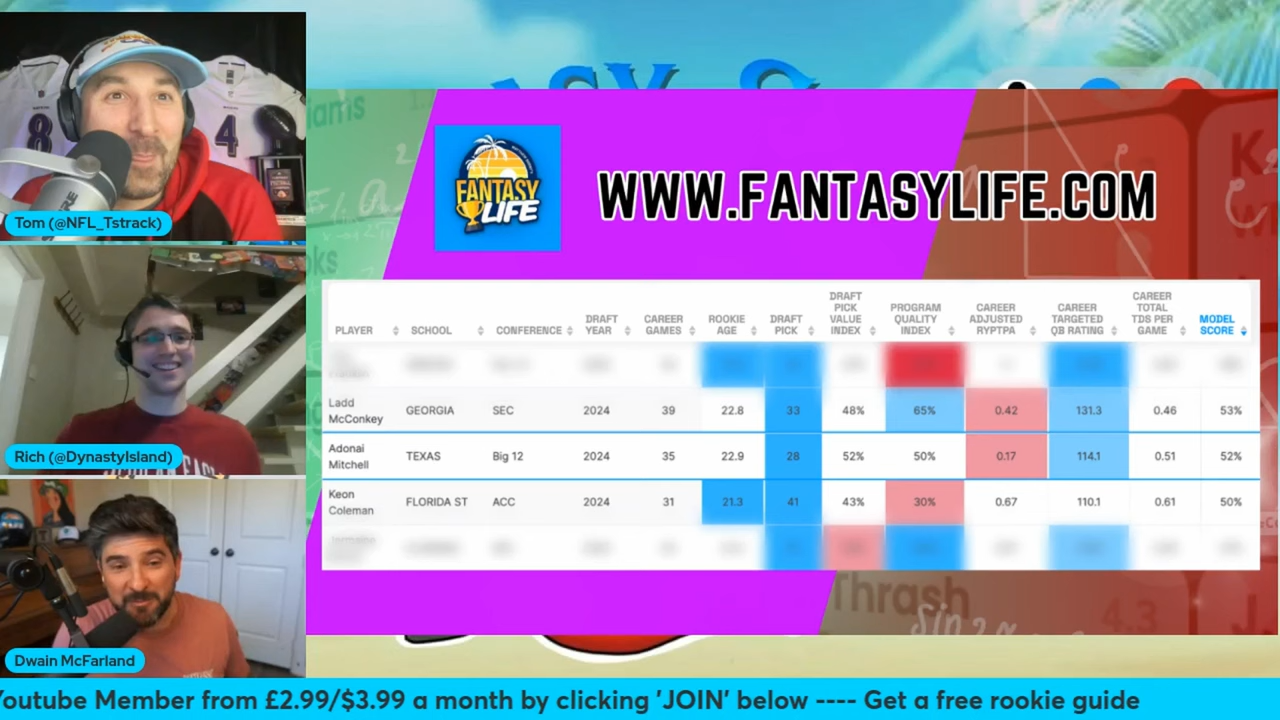 8
4
SHURE
Tom (@NFL_Tstrack)
Rich (@DynastyIsland)
Dwain McFarland
FANTASY
LIFE
WWW.FANTASYLIFE.COM
PLAYER SCHOOL CONFERENCE DRAFT YEAR CAREER GAMES ROOKIE AGE DRAFT PICK DRAFT PICK VALUE INDEX PROGRAM QUALITY INDEX CAREER ADJUSTED RYPTPA CAREER TARGETED QB RATING CAREER TOTAL TDS PER GAME MODEL SCORE
Ladd McConkey GEORGIA SEC 2024 39 22.8 33 48% 65% 0.42 131.3 0.46 53%
Adonai Mitchell TEXAS Big 12 2024 35 22.9 28 52% 50% 0.17 114.1 0.51 52%
Keon Coleman FLORIDA ST ACC 2024 31 21.3 41 43% 30% 0.67 110.1 0.61 50%
Thrash
4.3
Youtube Member from £2.99/$3.99 a month by clicking 'JOIN' below ---- Get a free rookie guide